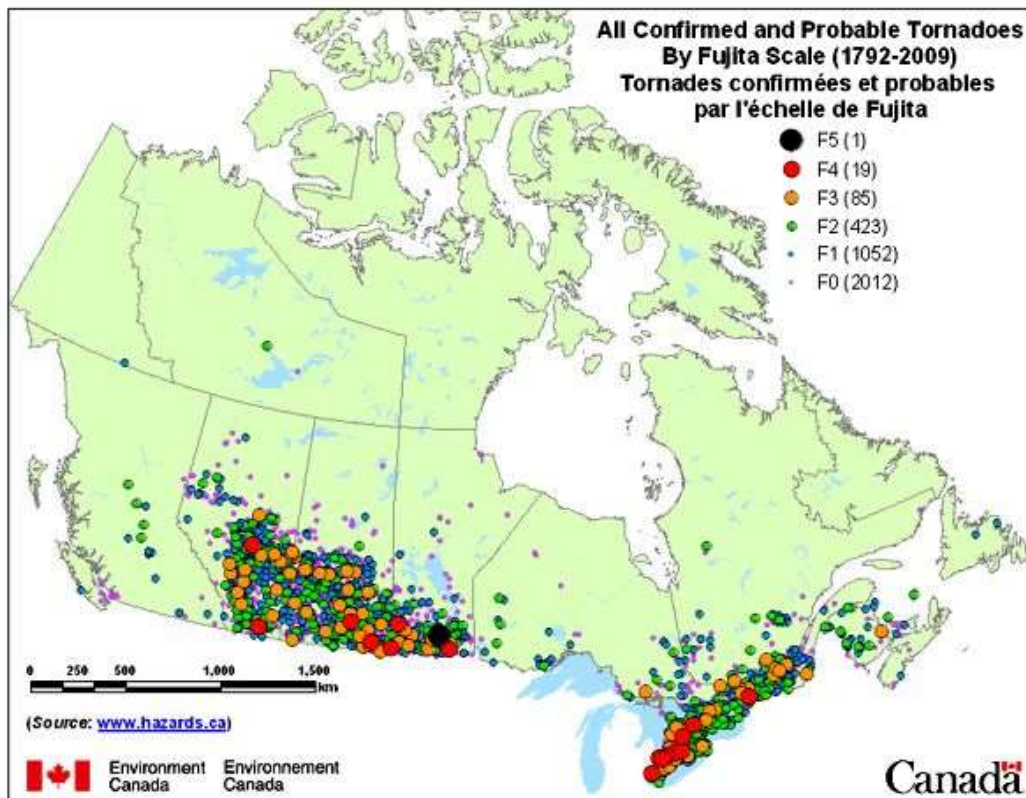 All Confirmed and Probable Tornadoes
By Fujita Scale (1792-2009)
Tornades confirmées et probables
par l'échelle de Fujita
F5 (1)
F4 (19)
F3 (85)
F2 (423)
F1 (1052)
F0 (2012)
0 250 500 1,000 1,500
km
(Source: www.hazards.ca)
Environment Environnement
Canada Canada
Canada